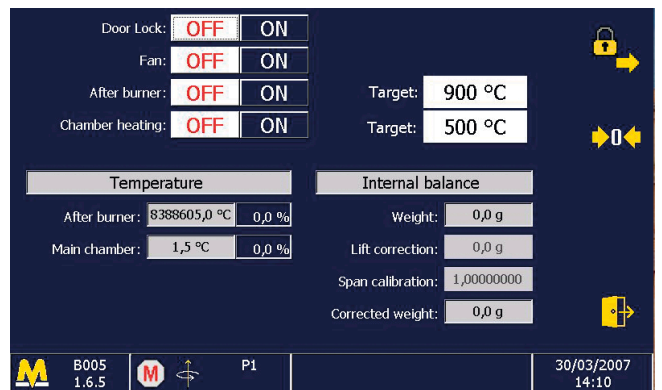 Door Lock: OFF ON
Fan: OFF ON
After burner: OFF ON Target: 900 °C
Chamber heating: OFF ON Target: 500 °C
0
Temperature Internal balance
After burner: 8388605,0 °C 0,0 % Weight: 0,0 g
Main chamber: 1,5 °C 0,0 % Lift correction: 0,0 g
Span calibration: 1,00000000
Corrected weight: 0,0 g
B005 M P1 30/03/2007
1.6.5 14:10